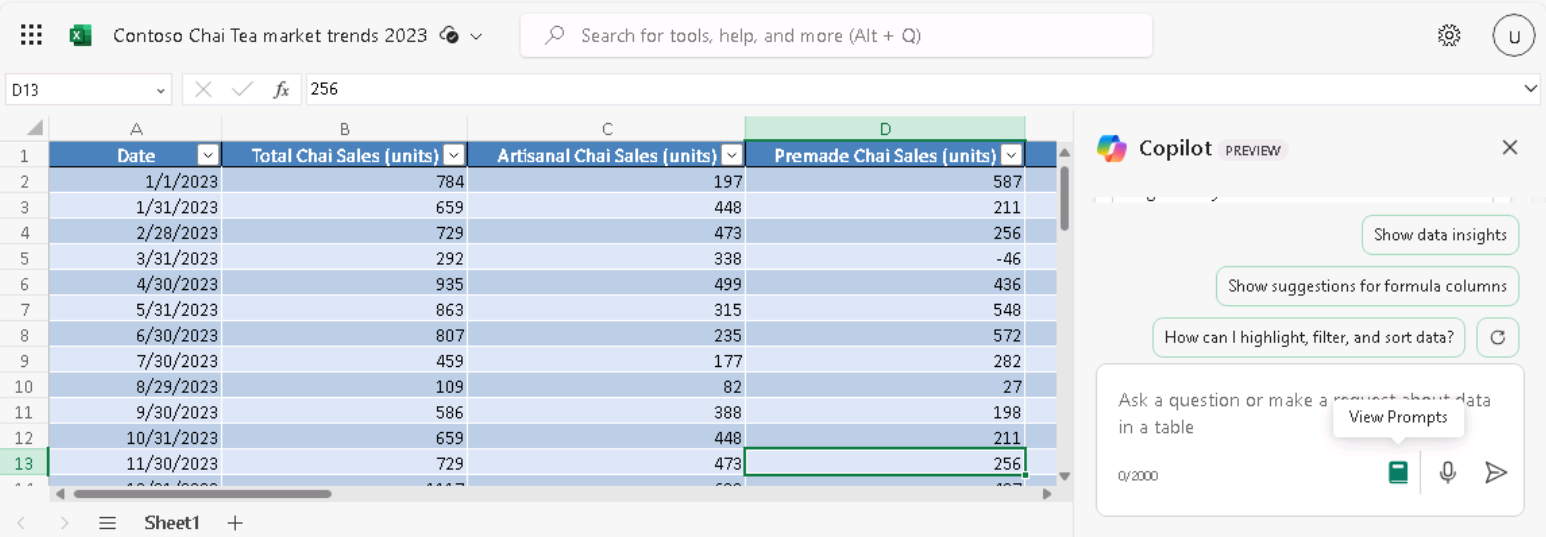 Contoso Chai Tea market trends 2023
Search for tools, help, and more (Alt + Q)
U
D13
fx
256
A B C D
1 Date Total Chai Sales (units) Artisanal Chai Sales (units) Premade Chai Sales (units)
2 1/1/2023 784 197 587
3 1/31/2023 659 448 211
4 2/28/2023 729 473 256
5 3/31/2023 292 338 -46
6 4/30/2023 935 499 436
7 5/31/2023 863 315 548
8 6/30/2023 807 235 572
9 7/30/2023 459 177 282
10 8/29/2023 109 82 27
11 9/30/2023 586 388 198
12 10/31/2023 659 448 211
13 11/30/2023 729 473 256
Sheet1
Copilot PREVIEW
Show data insights
Show suggestions for formula columns
How can I highlight, filter, and sort data?
Ask a question or make a request about data
in a table
View Prompts
0/2000